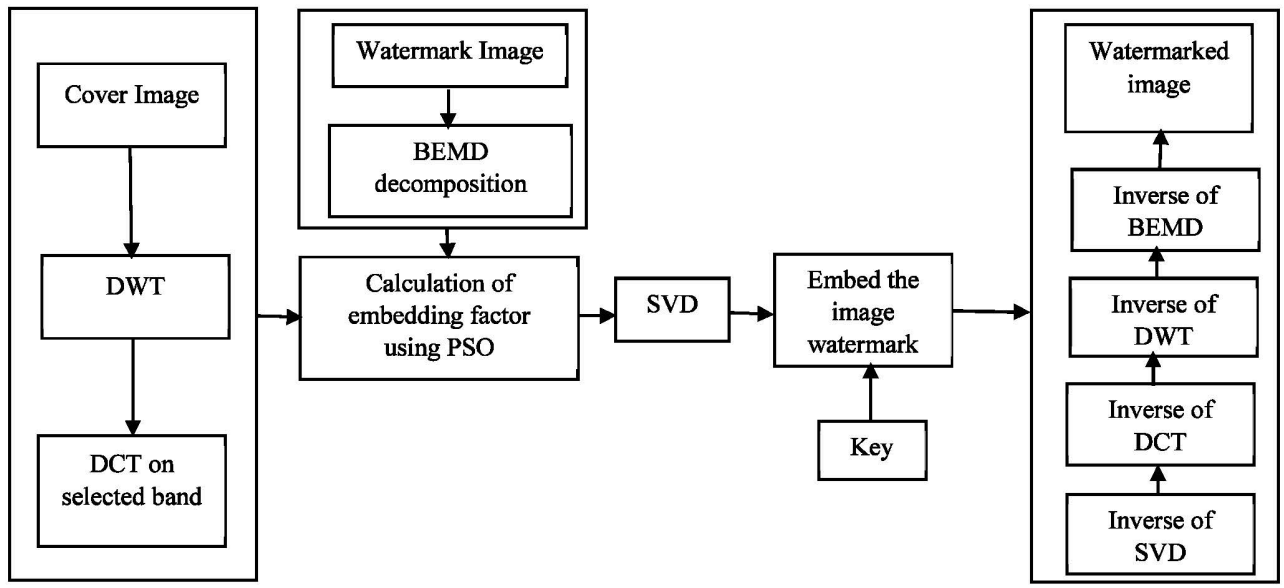 Cover Image
DWT
DCT on
selected band
Watermark Image
BEMD
decomposition
Calculation of
embedding factor
using PSO
SVD
Embed the
image
watermark
Key
Watermarked
image
Inverse of
BEMD
Inverse of
DWT
Inverse of
DCT
Inverse of
SVD